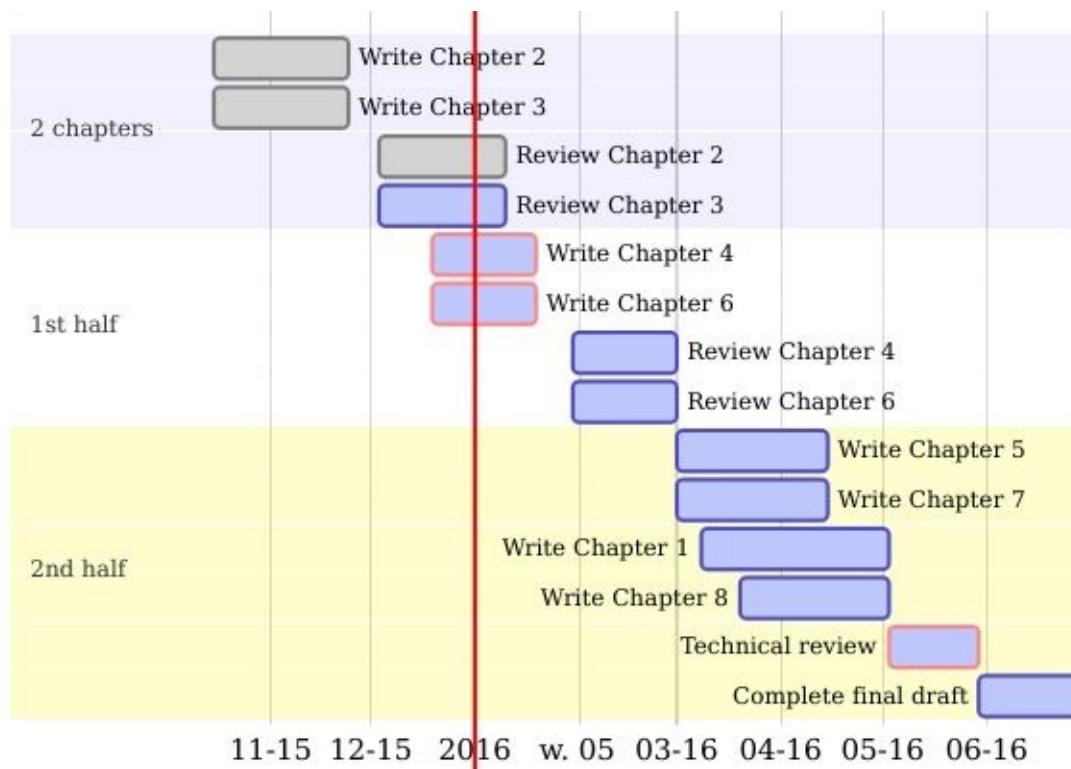 Write Chapter 2
Write Chapter 3
2 chapters
Review Chapter 2
Review Chapter 3
Write Chapter 4
Write Chapter 6
1st half
Review Chapter 4
Review Chapter 6
Write Chapter 5
Write Chapter 7
Write Chapter 1
2nd half
Write Chapter 8
Technical review
Complete final draft
11-15 12-15 2016 w. 05 03-16 04-16 05-16 06-16